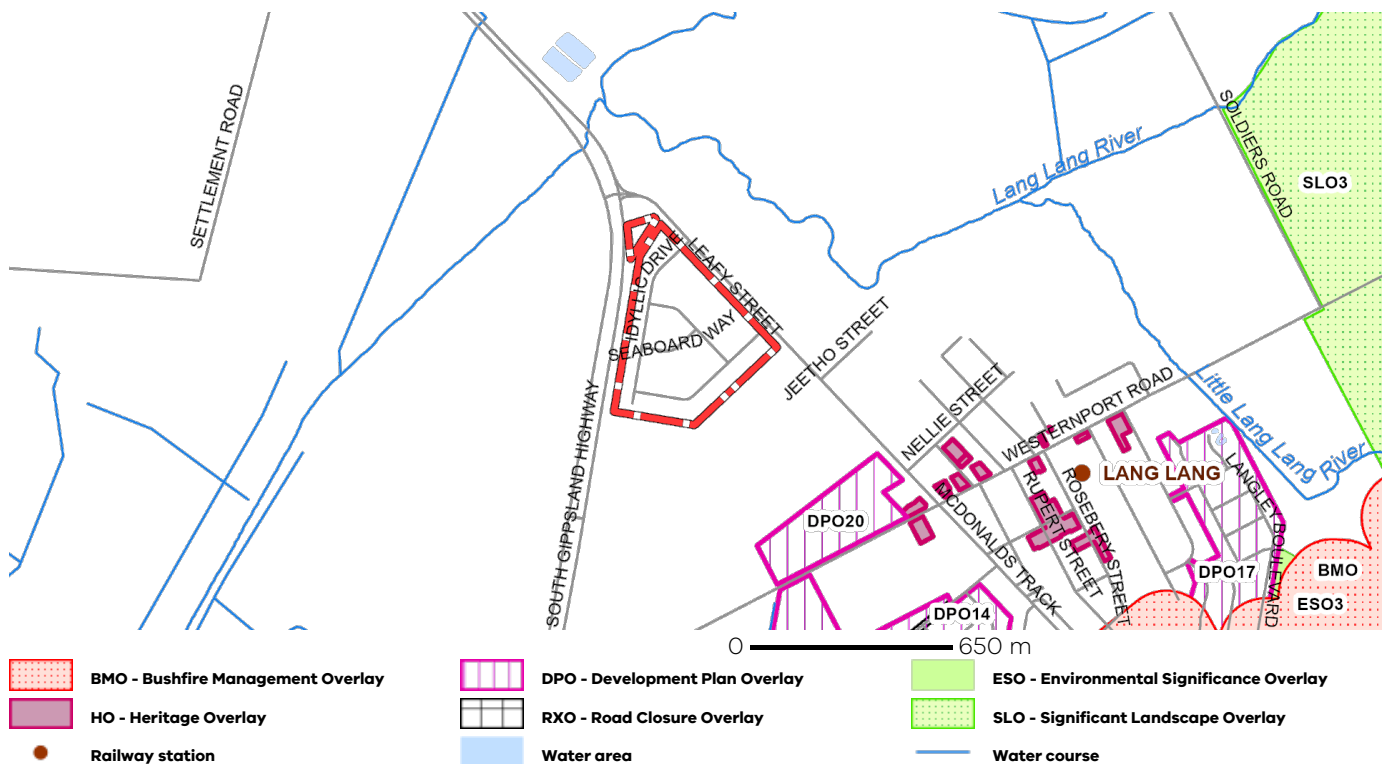 SETTLEMENT ROAD
SOLDIERS ROAD
Lang Lang River
SLO3
LEAFY STREET
IDYLLIC DRIVE
SEABOARD WAY
JEETHO STREET
SOUTH GIPPSLAND HIGHWAY
NELLIE STREET
WESTERNPORT ROAD
Little Lang Lang River
LANG LANG
MCDONALDS TRACK
RUPERT STREET
ROSEBERY STREET
LANGLEY BOULEVARD
DPO20
DPO17
DPO14
BMO
ESO3
0 650 m
BMO - Bushfire Management Overlay
DPO - Development Plan Overlay
ESO - Environmental Significance Overlay
HO - Heritage Overlay
RXO - Road Closure Overlay
SLO - Significant Landscape Overlay
Railway station
Water area
Water course